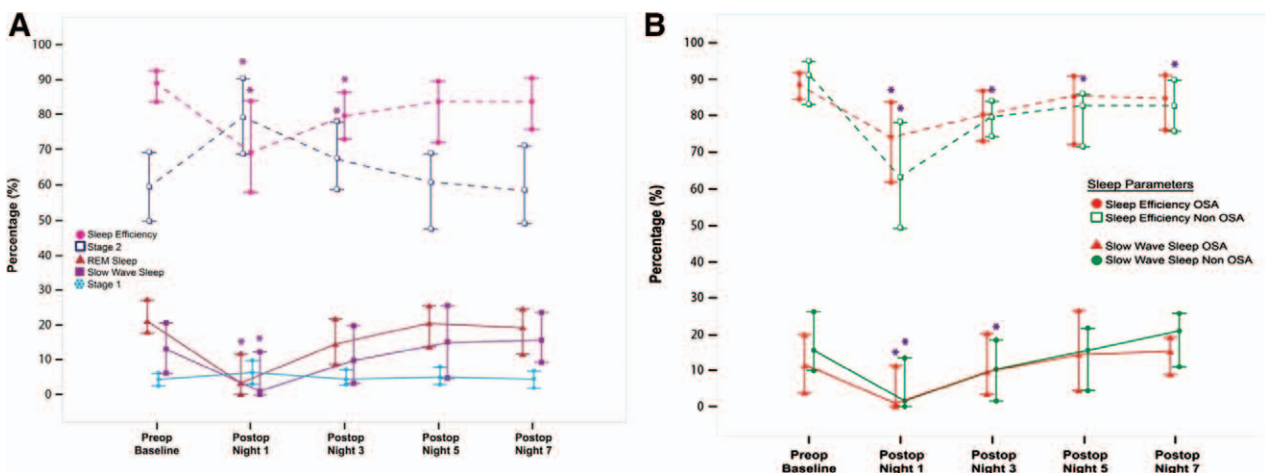 A
Percentage (%)
100
90
80
70
60
50
40
30
20
10
0
Sleep Efficiency
Stage 2
REM Sleep
Slow Wave Sleep
Stage 1
Preop Baseline
Postop Night 1
Postop Night 3
Postop Night 5
Postop Night 7
B
Percentage (%)
100
90
80
70
60
50
40
30
20
10
0
Sleep Parameters
Sleep Efficiency OSA
Sleep Efficiency Non OSA
Slow Wave Sleep OSA
Slow Wave Sleep Non OSA
Preop Baseline
Postop Night 1
Postop Night 3
Postop Night 5
Postop Night 7